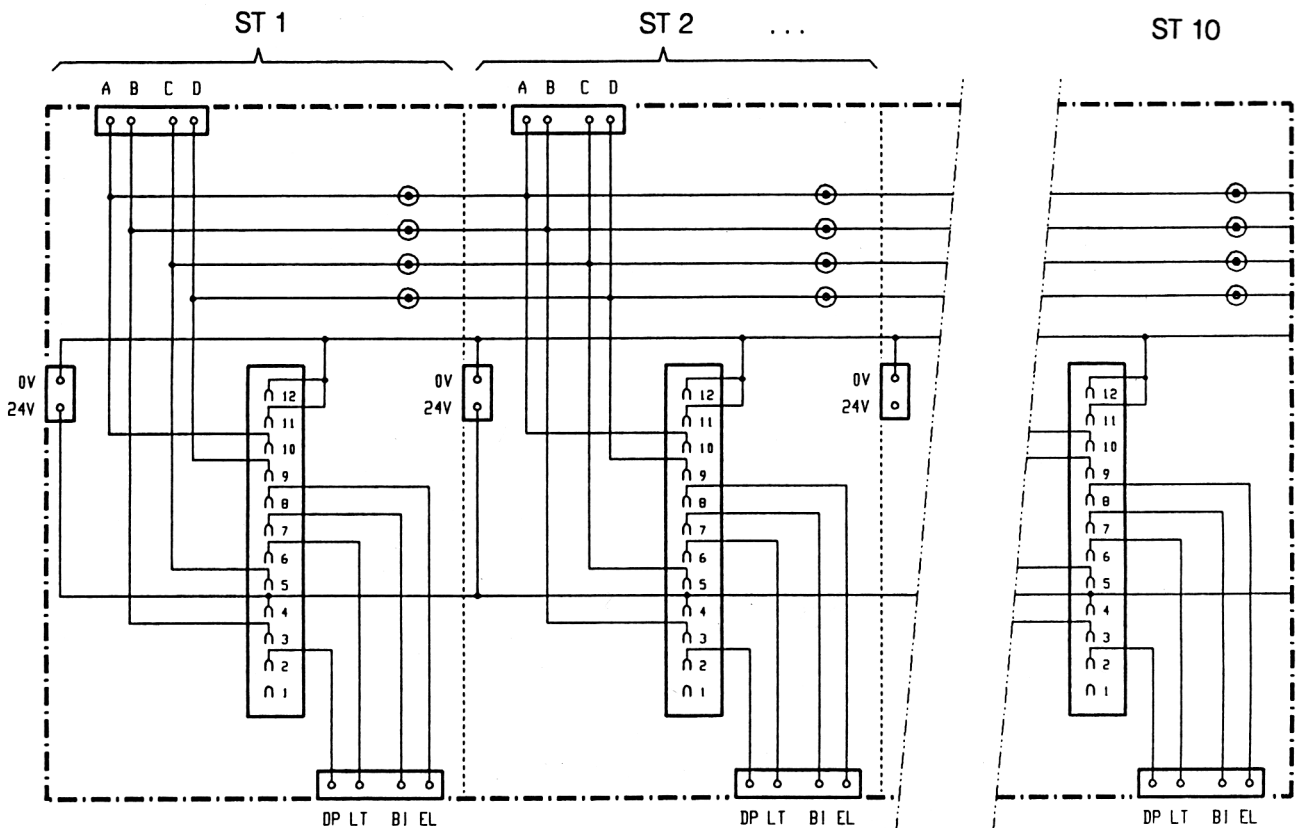 ST 1 ST 2 ... ST 10
A B C D A B C D
0V 0V 0V
24V 24V 24V
12 12 12
11 11 11
10 10 10
9 9 9
8 8 8
7 7 7
6 6 6
5 5 5
4 4 4
3 3 3
2 2 2
1 1 1
DP LT BI EL DP LT BI EL DP LT BI EL